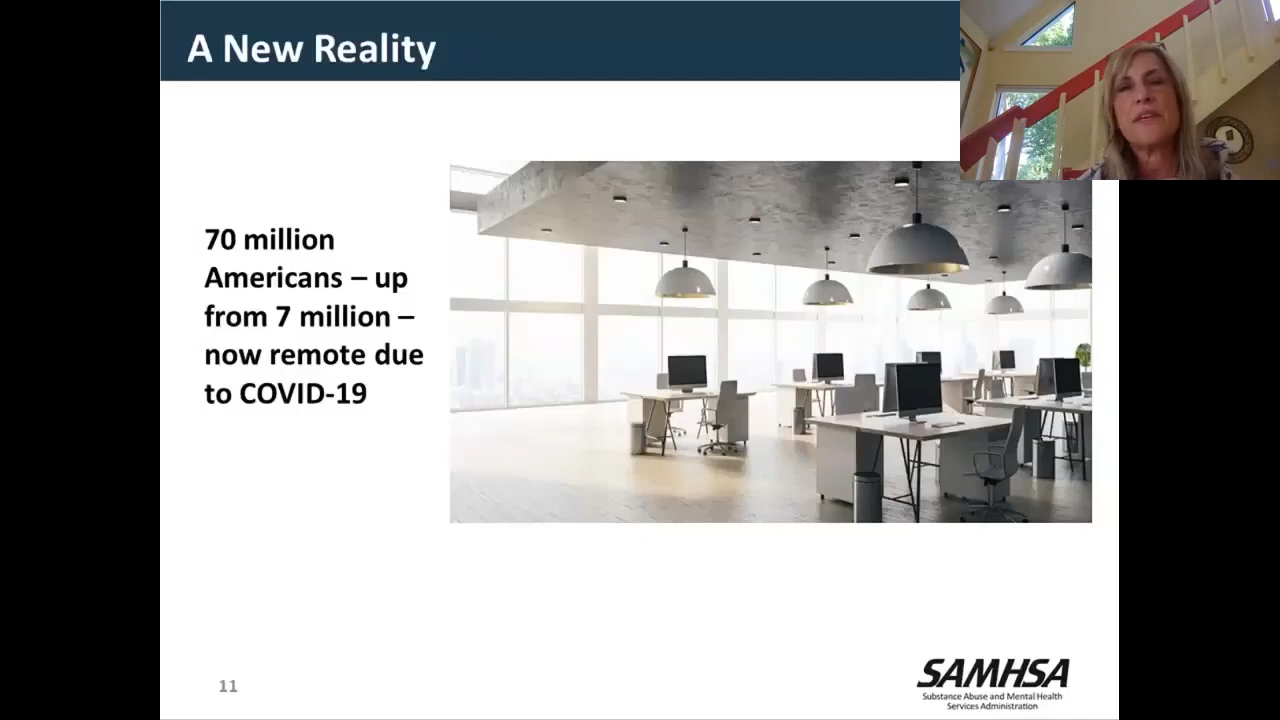 A New Reality
70 million
Americans – up
from 7 million –
now remote due
to COVID-19
11
SAMHSA
Substance Abuse and Mental Health
Services Administration